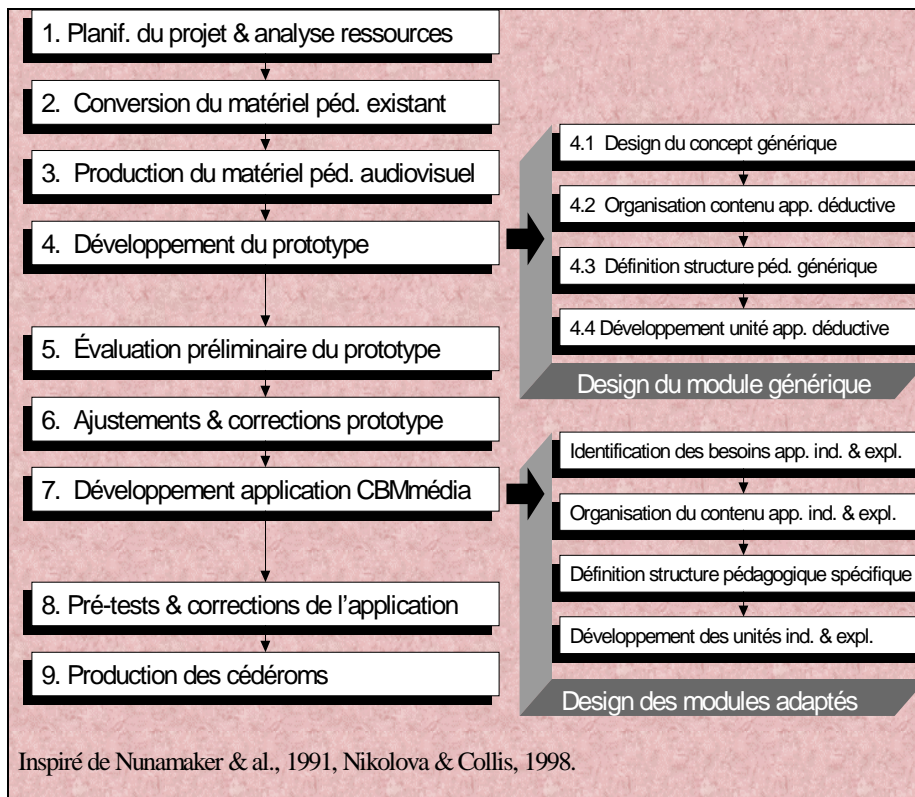 1. Planif. du projet & analyse ressources
2. Conversion du matériel péd. existant
3. Production du matériel péd. audiovisuel
4. Développement du prototype
5. Évaluation préliminaire du prototype
6. Ajustements & corrections prototype
7. Développement application CBMmédia
8. Pré-tests & corrections de l'application
9. Production des cédéroms
4.1 Design du concept générique
4.2 Organisation contenu app. déductive
4.3 Définition structure péd. générique
4.4 Développement unité app. déductive
Design du module générique
Identification des besoins app. ind. & expl.
Organisation du contenu app. ind. & expl.
Définition structure pédagogique spécifique
Développement des unités ind. & expl.
Design des modules adaptés
Inspiré de Nunamaker & al., 1991, Nikolova & Collis, 1998.